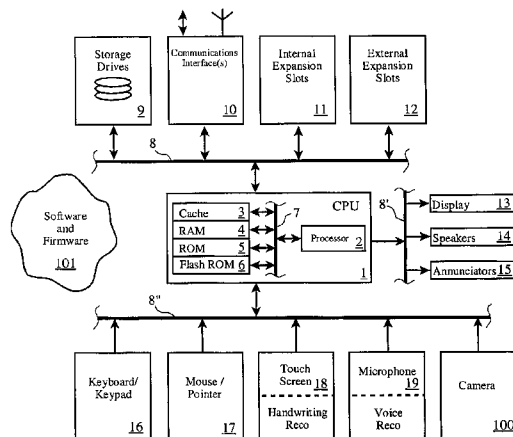 Storage
Drives
9
Communications
Interface(s)
10
Internal
Expansion
Slots
11
External
Expansion
Slots
12
8
Software
and
Firmware
101
CPU
Cache 3
RAM 4
ROM 5
Flash ROM 6
7
Processor 2
1
8'
Display 13
Speakers 14
Annunciators 15
8"
Keyboard/
Keypad
16
Mouse /
Pointer
17
Touch
Screen 18
Handwriting
Reco
Microphone
19
Voice
Reco
Camera
100